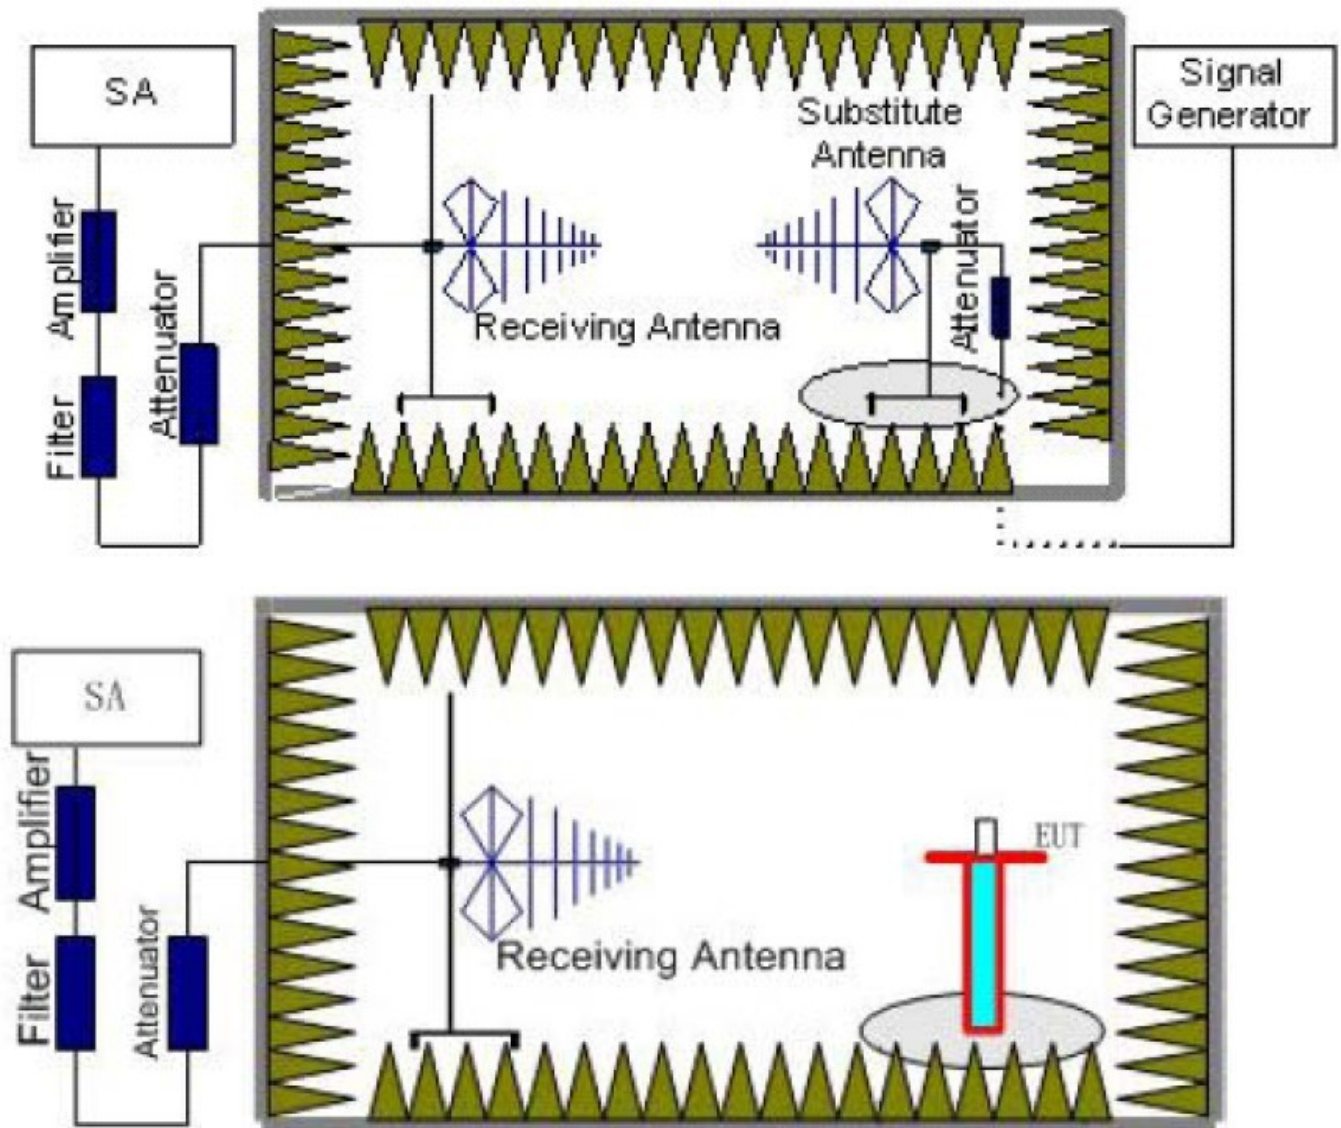 SA
Signal
Generator
Substitute
Antenna
Amplifier
Attenuator
Attenuator
Receiving Antenna
Filter
SA
Amplifier
EUT
Attenuator
Receiving Antenna
Filter